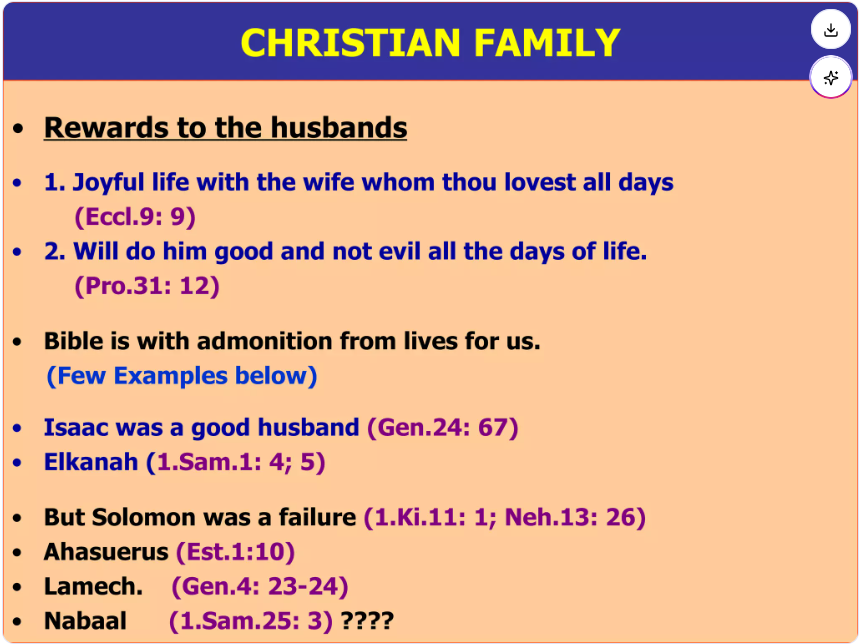 CHRISTIAN FAMILY
• Rewards to the husbands
• 1. Joyful life with the wife whom thou lovest all days
(Eccl.9: 9)
• 2. Will do him good and not evil all the days of life.
(Pro.31: 12)
• Bible is with admonition from lives for us.
(Few Examples below)
• Isaac was a good husband (Gen.24: 67)
• Elkanah (1.Sam.1: 4; 5)
• But Solomon was a failure (1.Ki.11: 1; Neh.13: 26)
• Ahasuerus (Est.1:10)
• Lamech. (Gen.4: 23-24)
• Nabaal (1.Sam.25: 3) ????